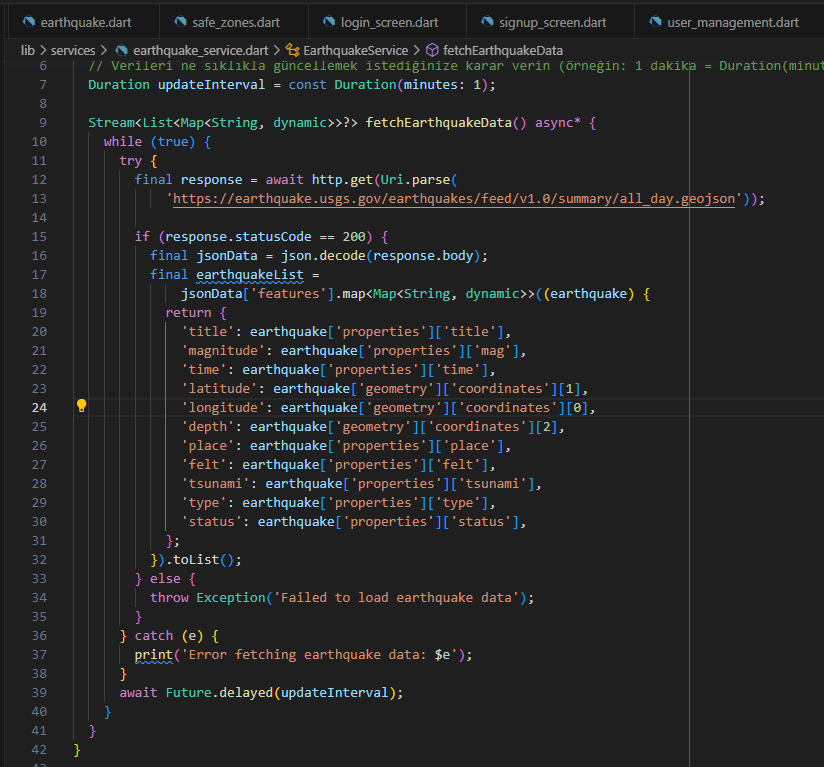 earthquake.dart safe_zones.dart login_screen.dart signup_screen.dart user_management.dart
lib > services > earthquake_service.dart > EarthquakeService > fetchEarthquakeData
6 // Verileri ne sıklıkla güncellemek istediğinize karar verin (örneğin: 1 dakika = Duration(minut
7 Duration updateInterval = const Duration(minutes: 1);
8
9 Stream<List<Map<String, dynamic>>?> fetchEarthquakeData() async* {
10 while (true) {
11 try {
12 final response = await http.get(Uri.parse(
13 'https://earthquake.usgs.gov/earthquakes/feed/v1.0/summary/all_day.geojson'));
14
15 if (response.statusCode == 200) {
16 final jsonData = json.decode(response.body);
17 final earthquakeList =
18 jsonData['features'].map<Map<String, dynamic>>((earthquake) {
19 return {
20 'title': earthquake['properties']['title'],
21 'magnitude': earthquake['properties']['mag'],
22 'time': earthquake['properties']['time'],
23 'latitude': earthquake['geometry']['coordinates'][1],
24 'longitude': earthquake['geometry']['coordinates'][0],
25 'depth': earthquake['geometry']['coordinates'][2],
26 'place': earthquake['properties']['place'],
27 'felt': earthquake['properties']['felt'],
28 'tsunami': earthquake['properties']['tsunami'],
29 'type': earthquake['properties']['type'],
30 'status': earthquake['properties']['status'],
31 };
32 }).toList();
33 } else {
34 throw Exception('Failed to load earthquake data');
35 }
36 } catch (e) {
37 print('Error fetching earthquake data: $e');
38 }
39 await Future.delayed(updateInterval);
40 }
41 }
42 }
43